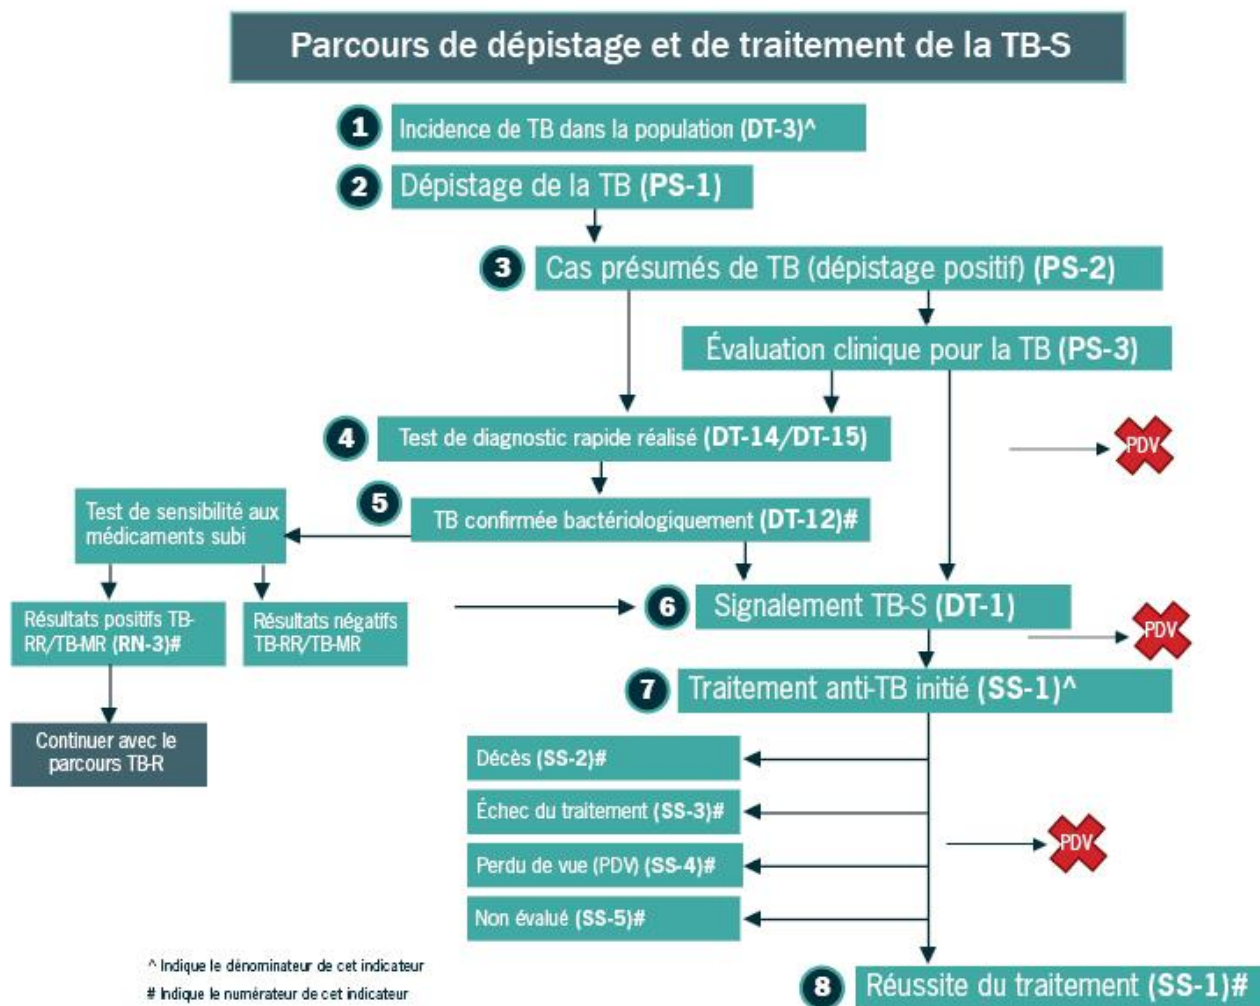 Parcours de dépistage et de traitement de la TB-S
1
Incidence de TB dans la population (DT-3)^
2
Dépistage de la TB (PS-1)
3
Cas présumés de TB (dépistage positif) (PS-2)
Évaluation clinique pour la TB (PS-3)
4
Test de diagnostic rapide réalisé (DT-14/DT-15)
PDV
5
TB confirmée bactériologiquement (DT-12)#
Test de sensibilité aux
médicaments subi
Résultats positifs TB-
RR/TB-MR (RN-3)#
Résultats négatifs
TB-RR/TB-MR
6
Signalement TB-S (DT-1)
PDV
7
Traitement anti-TB initié (SS-1)^
Continuer avec le
parcours TB-R
Décès (SS-2)#
Échec du traitement (SS-3)#
PDV
Perdu de vue (PDV) (SS-4)#
Non évalué (SS-5)#
8
Réussite du traitement (SS-1)#
^ Indique le dénominateur de cet indicateur
# Indique le numérateur de cet indicateur